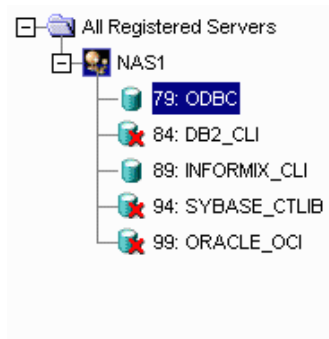 All Registered Servers
NAS1
79: ODBC
84: DB2_CLI
89: INFORMIX_CLI
94: SYBASE_CTLIB
99: ORACLE_OCI